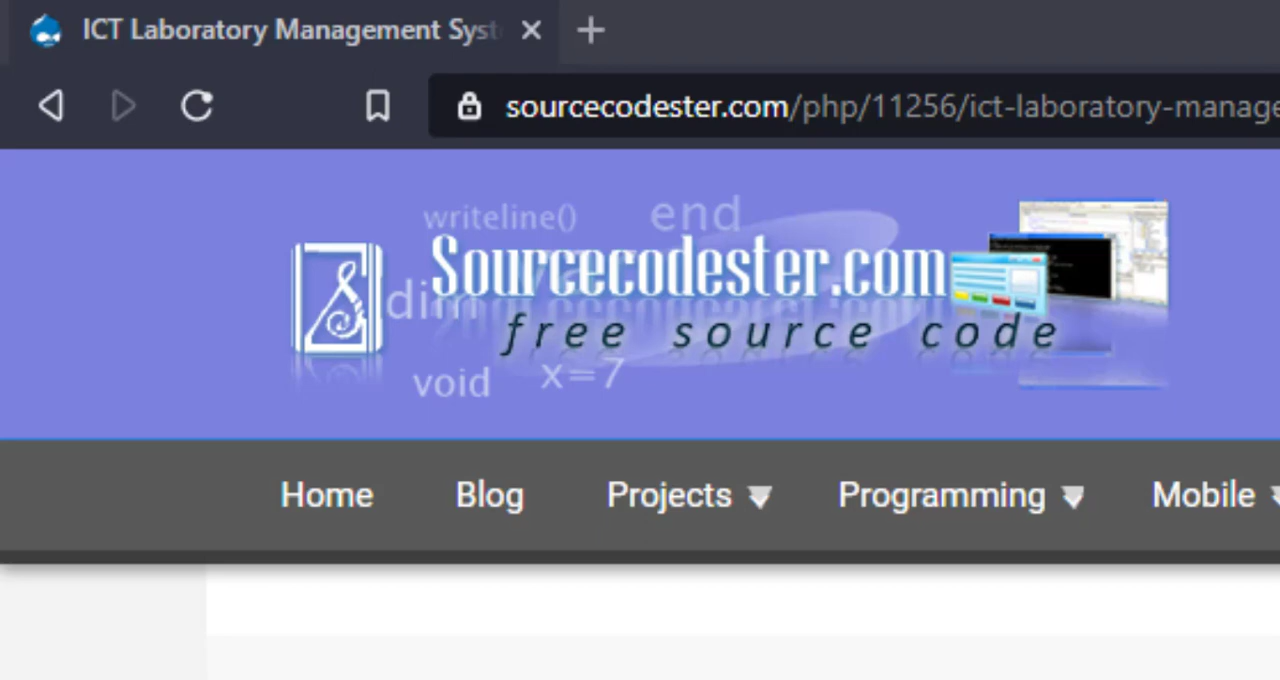 ICT Laboratory Management Syst
sourcecodester.com/php/11256/ict-laboratory-manage
writeline() end
Sourcecodester.com
dim
free source code
void x=7
Home Blog Projects Programming Mobile